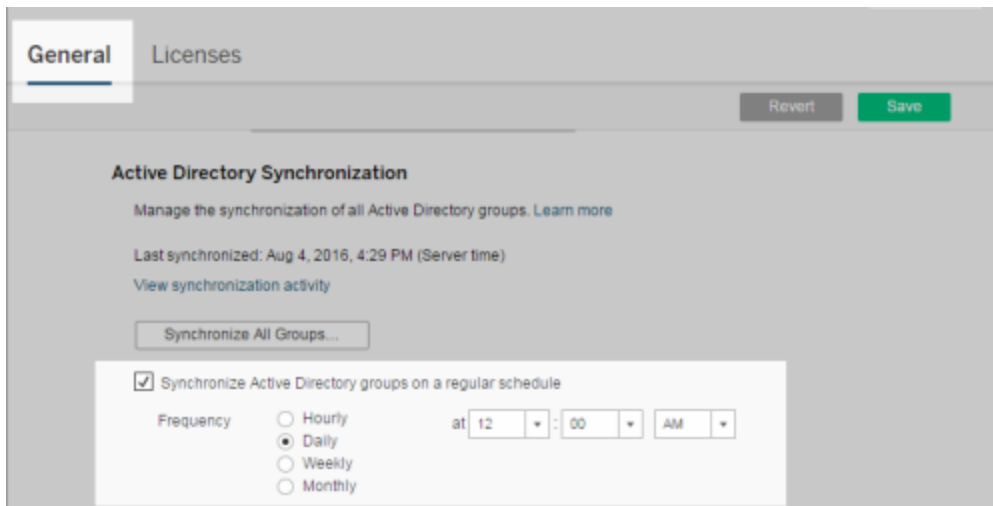 General Licenses
Revert Save
Active Directory Synchronization
Manage the synchronization of all Active Directory groups. Learn more
Last synchronized: Aug 4, 2016, 4:29 PM (Server time)
View synchronization activity
Synchronize All Groups...
Synchronize Active Directory groups on a regular schedule
Frequency Hourly at 12 : 00 AM
Daily
Weekly
Monthly